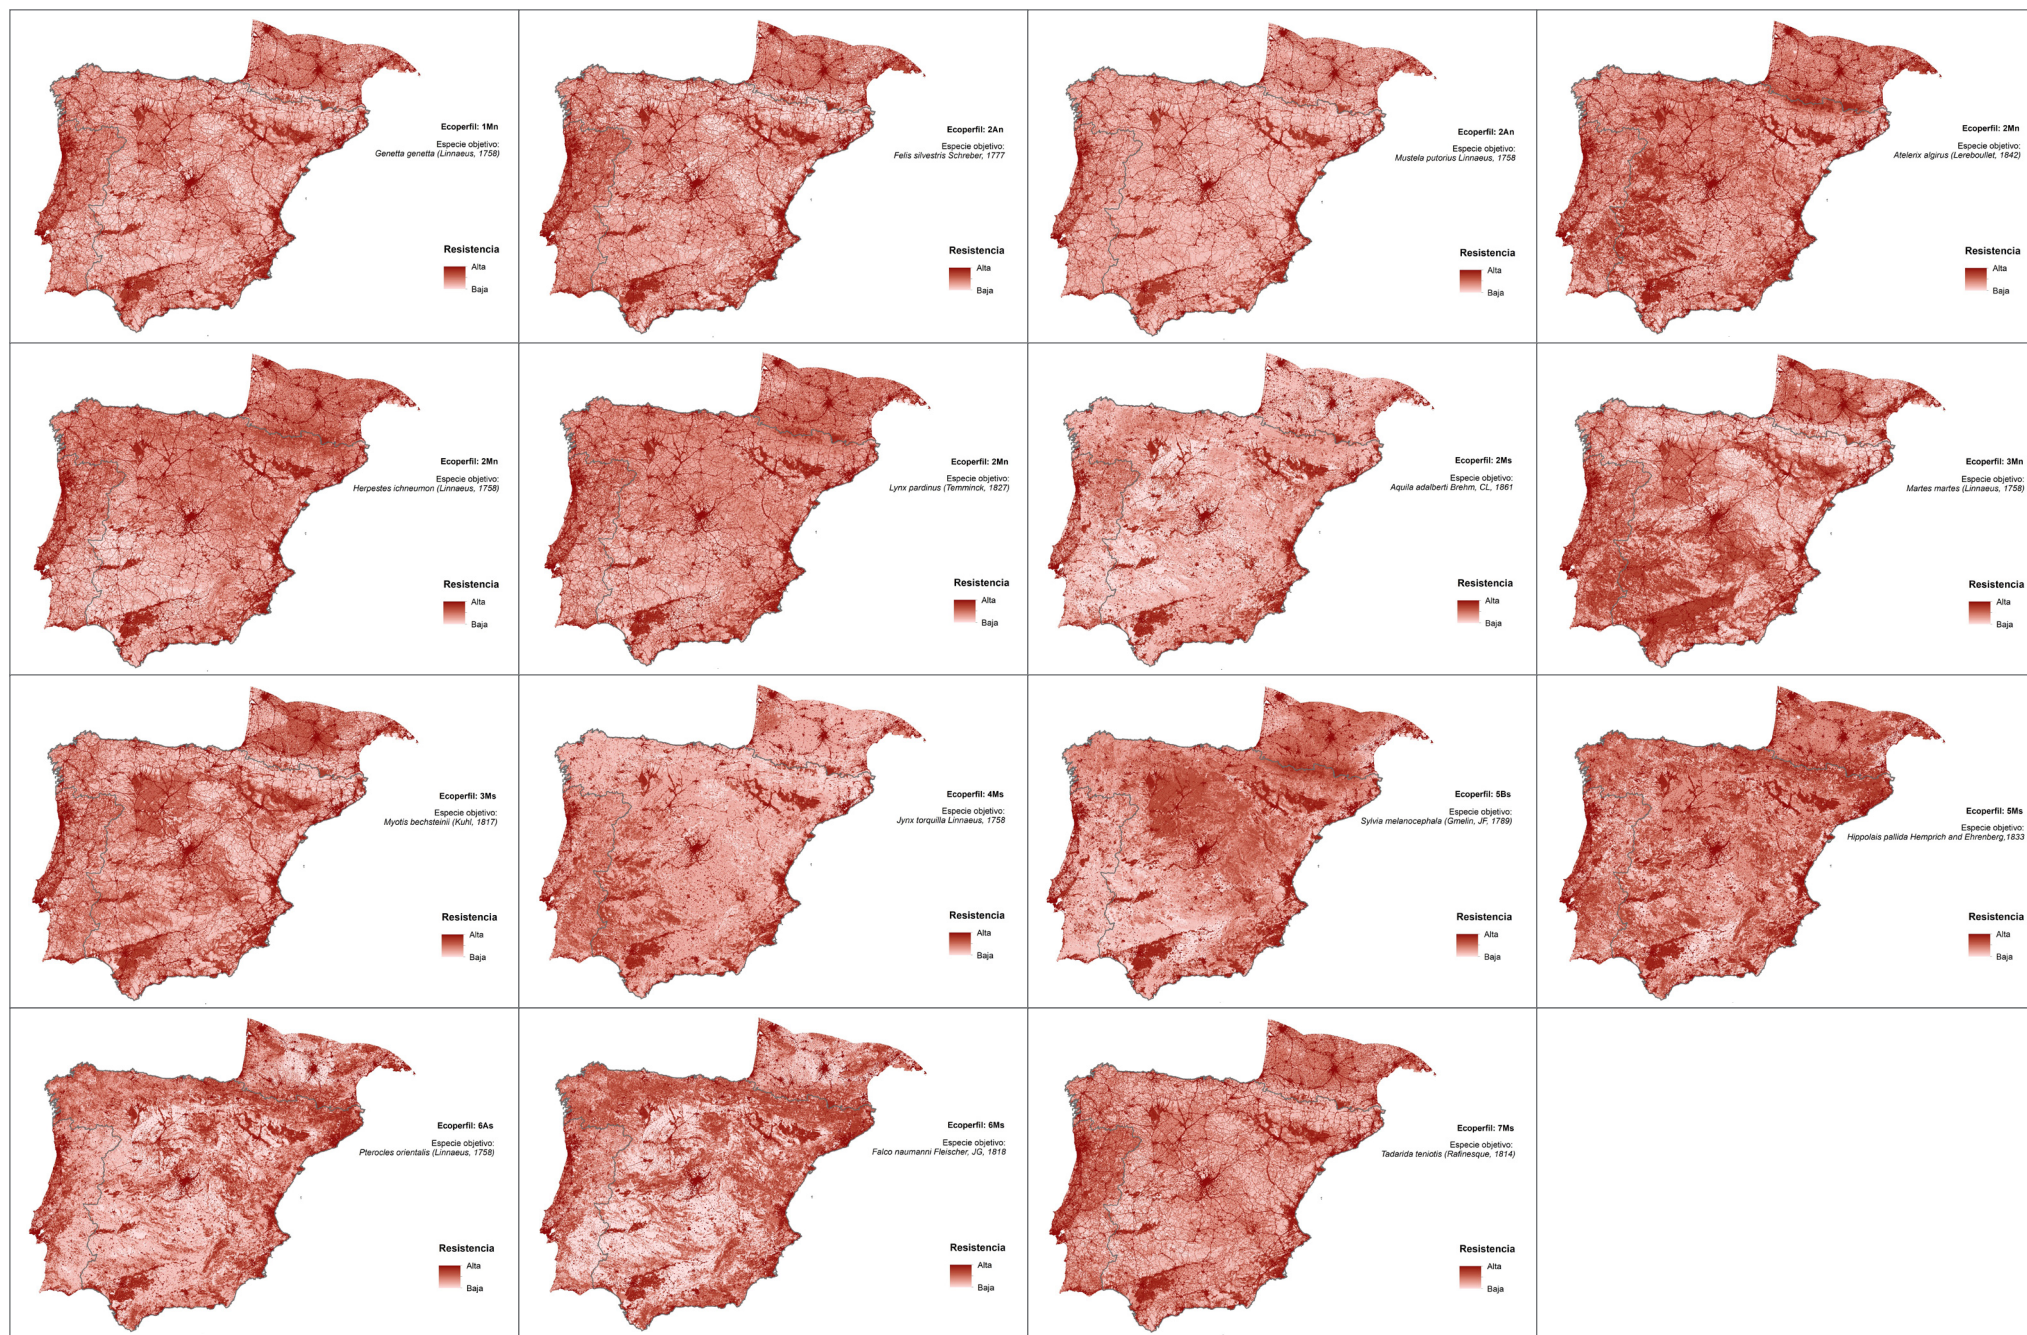 Ecoperfil: 1Mn
Especie objetivo:
Genetta genetta (Linnaeus, 1758)
Resistencia
Alta
Baja
Ecoperfil: 2An
Especie objetivo:
Felis silvestris Schreber, 1777
Resistencia
Alta
Baja
Ecoperfil: 2An
Especie objetivo:
Mustela putorius Linnaeus, 1758
Resistencia
Alta
Baja
Ecoperfil: 2Mn
Especie objetivo:
Atelerix algirus (Lereboullet, 1842)
Resistencia
Alta
Baja
Ecoperfil: 2Mn
Especie objetivo:
Herpestes ichneumon (Linnaeus, 1758)
Resistencia
Alta
Baja
Ecoperfil: 2Mn
Especie objetivo:
Lynx pardinus (Temminck, 1827)
Resistencia
Alta
Baja
Ecoperfil: 2Ms
Especie objetivo:
Aquila adalberti Brehm, CL, 1861
Resistencia
Alta
Baja
Ecoperfil: 3Mn
Especie objetivo:
Martes martes (Linnaeus, 1758)
Resistencia
Alta
Baja
Ecoperfil: 3Ms
Especie objetivo:
Myotis bechsteinii (Kuhl, 1817)
Resistencia
Alta
Baja
Ecoperfil: 4Ms
Especie objetivo:
Jynx torquilla Linnaeus, 1758
Resistencia
Alta
Baja
Ecoperfil: 5Bs
Especie objetivo:
Sylvia melanocephala (Gmelin, JF, 1789)
Resistencia
Alta
Baja
Ecoperfil: 5Ms
Especie objetivo:
Hippolais pallida Hemprich and Ehrenberg,1833
Resistencia
Alta
Baja
Ecoperfil: 6As
Especie objetivo:
Pterocles orientalis (Linnaeus, 1758)
Resistencia
Alta
Baja
Ecoperfil: 6Ms
Especie objetivo:
Falco naumanni Fleischer, JG, 1818
Resistencia
Alta
Baja
Ecoperfil: 7Ms
Especie objetivo:
Tadarida teniotis (Rafinesque, 1814)
Resistencia
Alta
Baja